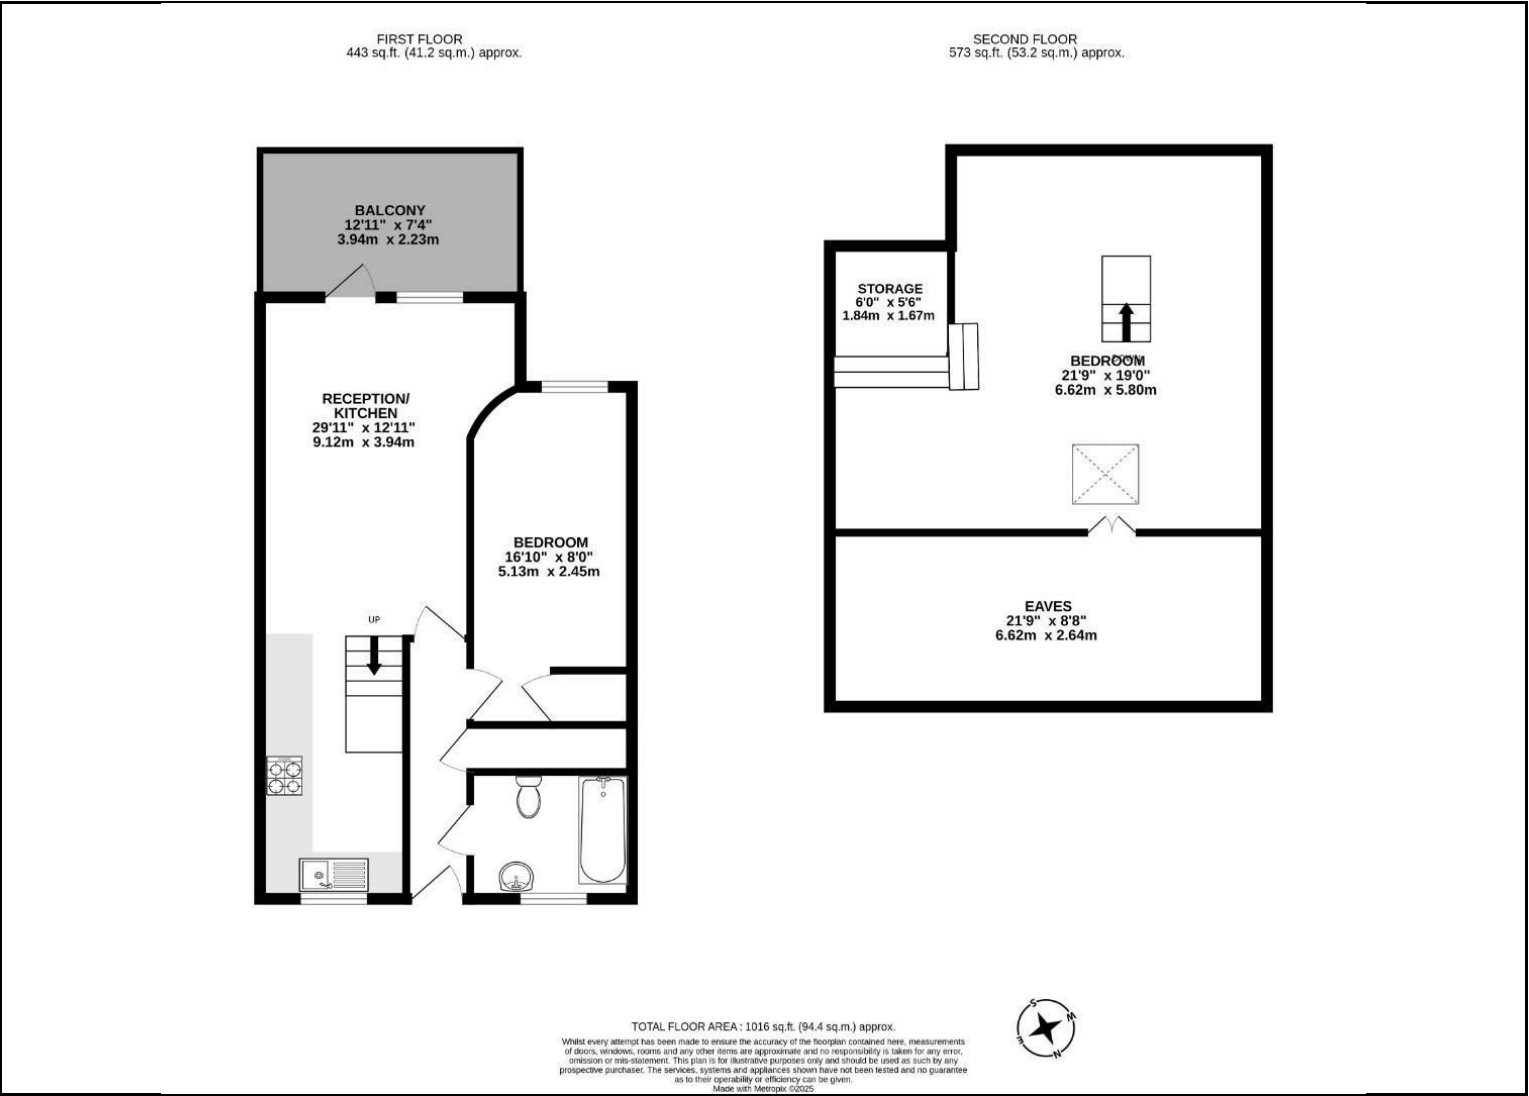 FIRST FLOOR
443 sq.ft. (41.2 sq.m.) approx.
SECOND FLOOR
573 sq.ft. (53.2 sq.m.) approx.
BALCONY
12'11" x 7'4"
3.94m x 2.23m
RECEPTION/
KITCHEN
29'11" x 12'11"
9.12m x 3.94m
BEDROOM
16'10" x 8'0"
5.13m x 2.45m
UP
STORAGE
6'0" x 5'6"
1.84m x 1.67m
DOWN
BEDROOM
21'9" x 19'0"
6.62m x 5.80m
EAVES
21'9" x 8'8"
6.62m x 2.64m
S
W
E
N
TOTAL FLOOR AREA : 1016 sq.ft. (94.4 sq.m.) approx.
Whilst every attempt has been made to ensure the accuracy of the floorplan contained here, measurements
of doors, windows, rooms and any other items are approximate and no responsibility is taken for any error,
omission or mis-statement. This plan is for illustrative purposes only and should be used as such by any
prospective purchaser. The services, systems and appliances shown have not been tested and no guarantee
as to their operability or efficiency can be given.
Made with Metropix ©2025